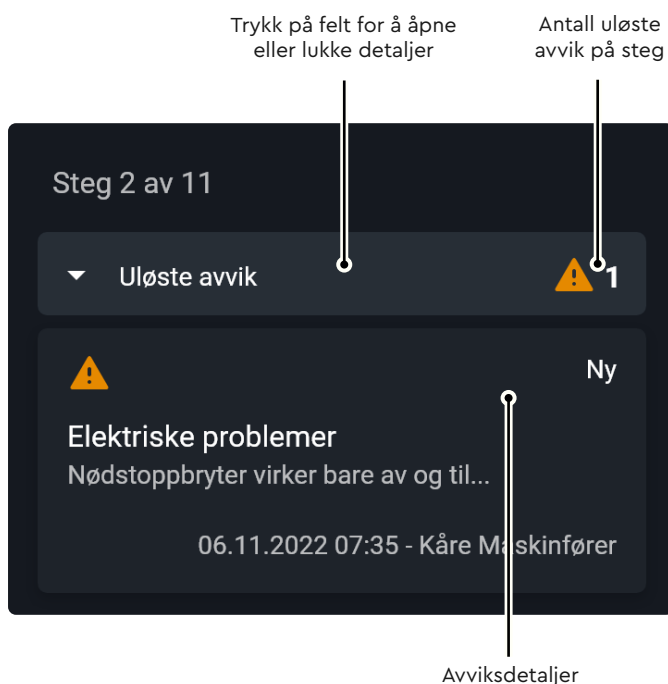 Trykk på felt for å åpne
eller lukke detaljer
Antall uløste
avvik på steg
Steg 2 av 11
Uløste avvik
1
Ny
Elektriske problemer
Nødstoppbryter virker bare av og til...
06.11.2022 07:35 - Kåre Maskinfører
Avviksdetaljer